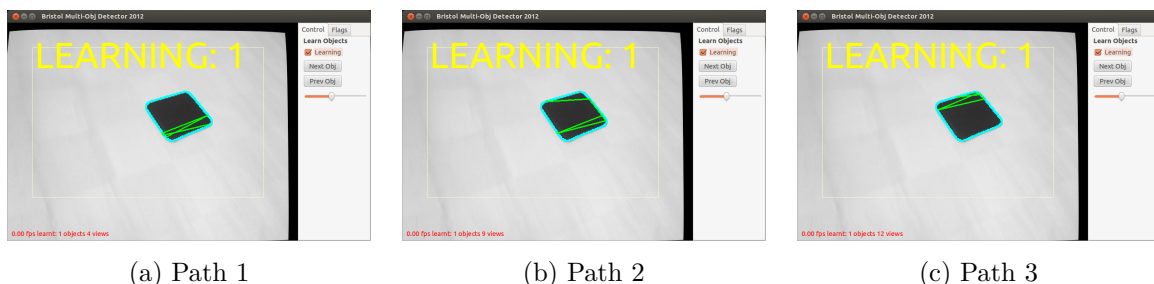 Bristol Multi-Obj Detector 2012
LEARNING: 1
Control Flags
Learn Objects
Learning
Next Obj
Prev Obj
0.00 fps learnt: 1 objects 4 views
(a) Path 1
Bristol Multi-Obj Detector 2012
LEARNING: 1
Control Flags
Learn Objects
Learning
Next Obj
Prev Obj
0.00 fps learnt: 1 objects 9 views
(b) Path 2
Bristol Multi-Obj Detector 2012
LEARNING: 1
Control Flags
Learn Objects
Learning
Next Obj
Prev Obj
0.00 fps learnt: 1 objects 12 views
(c) Path 3